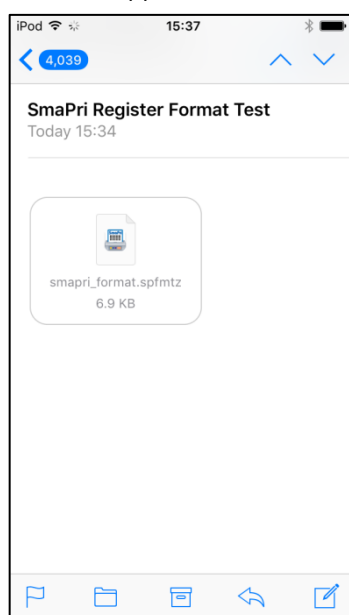 iPod 15:37
4,039
SmaPri Register Format Test
Today 15:34
smapri_format.spfmtz
6.9 KB